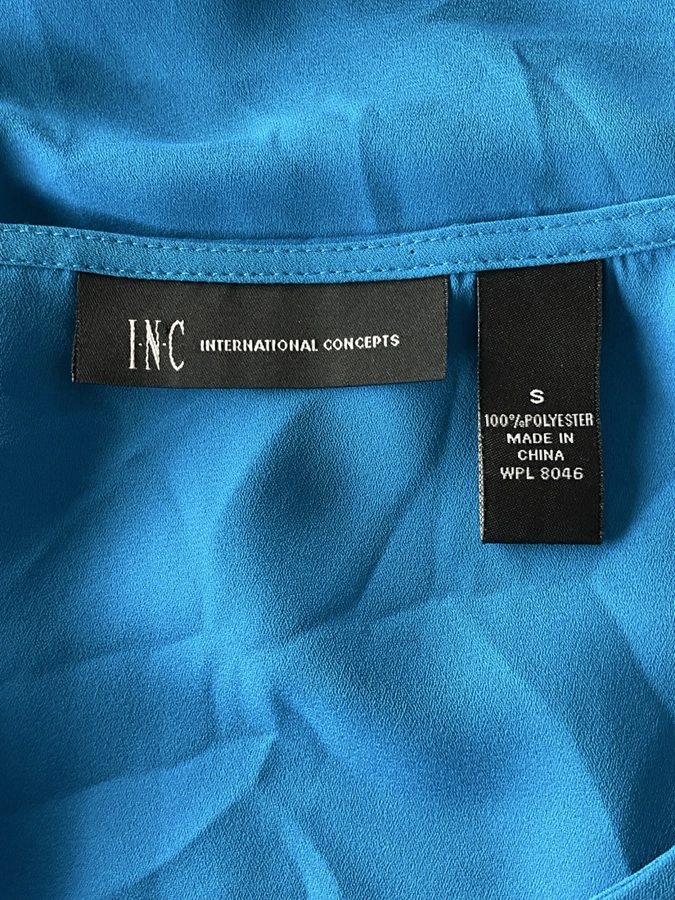 I·N·C INTERNATIONAL CONCEPTS
S
100%POLYESTER
MADE IN
CHINA
WPL 8046